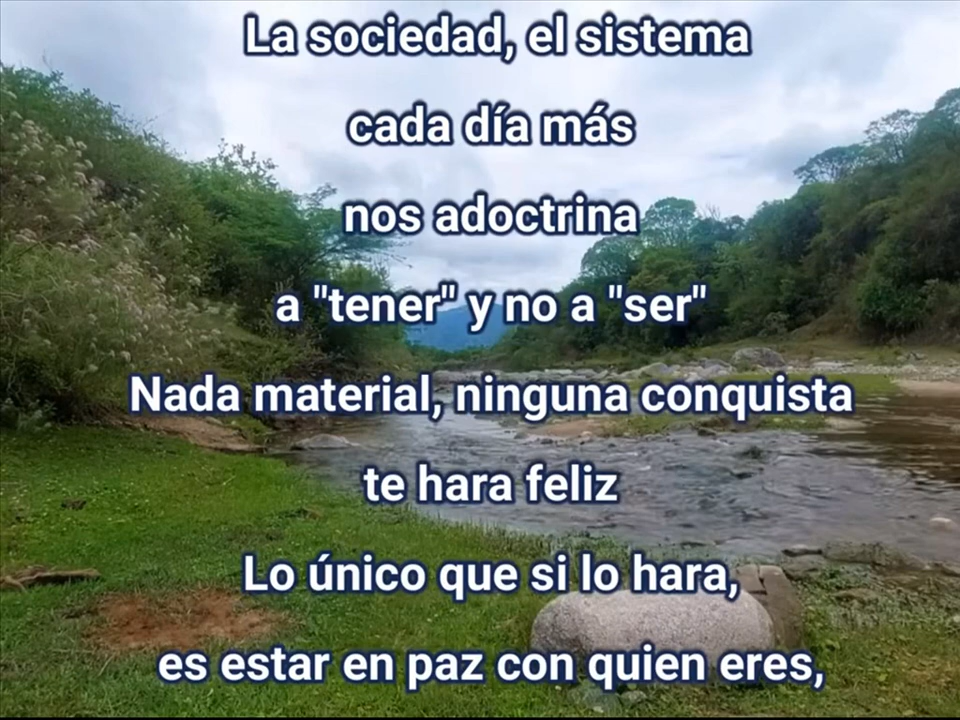 La sociedad, el sistema
cada día más
nos adoctrina
a "tener" y no a "ser"
Nada material, ninguna conquista
te hara feliz
Lo único que si lo hara,
es estar en paz con quien eres,